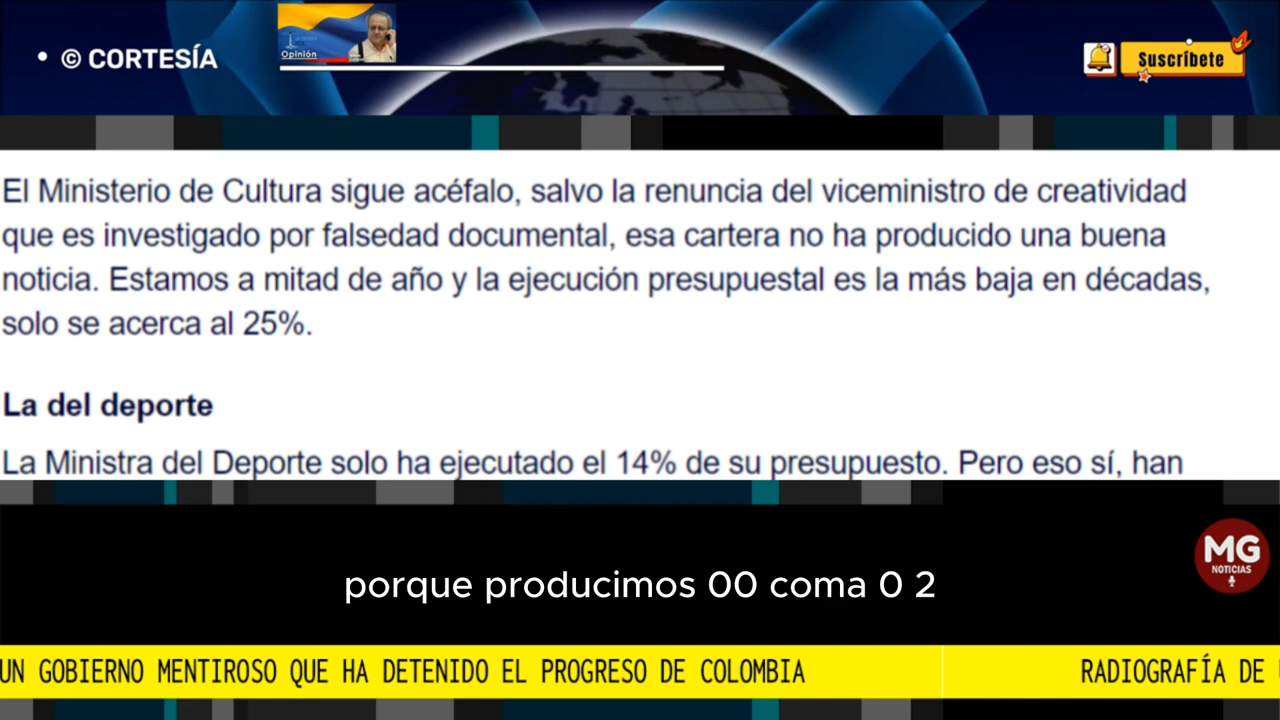 • © CORTESÍA
Opinión
Suscríbete
El Ministerio de Cultura sigue acéfalo, salvo la renuncia del viceministro de creatividad
que es investigado por falsedad documental, esa cartera no ha producido una buena
noticia. Estamos a mitad de año y la ejecución presupuestal es la más baja en décadas,
solo se acerca al 25%.
La del deporte
La Ministra del Deporte solo ha ejecutado el 14% de su presupuesto. Pero eso sí, han
MG
NOTICIAS
porque producimos 00 coma 0 2
UN GOBIERNO MENTIROSO QUE HA DETENIDO EL PROGRESO DE COLOMBIA
RADIOGRAFÍA DE